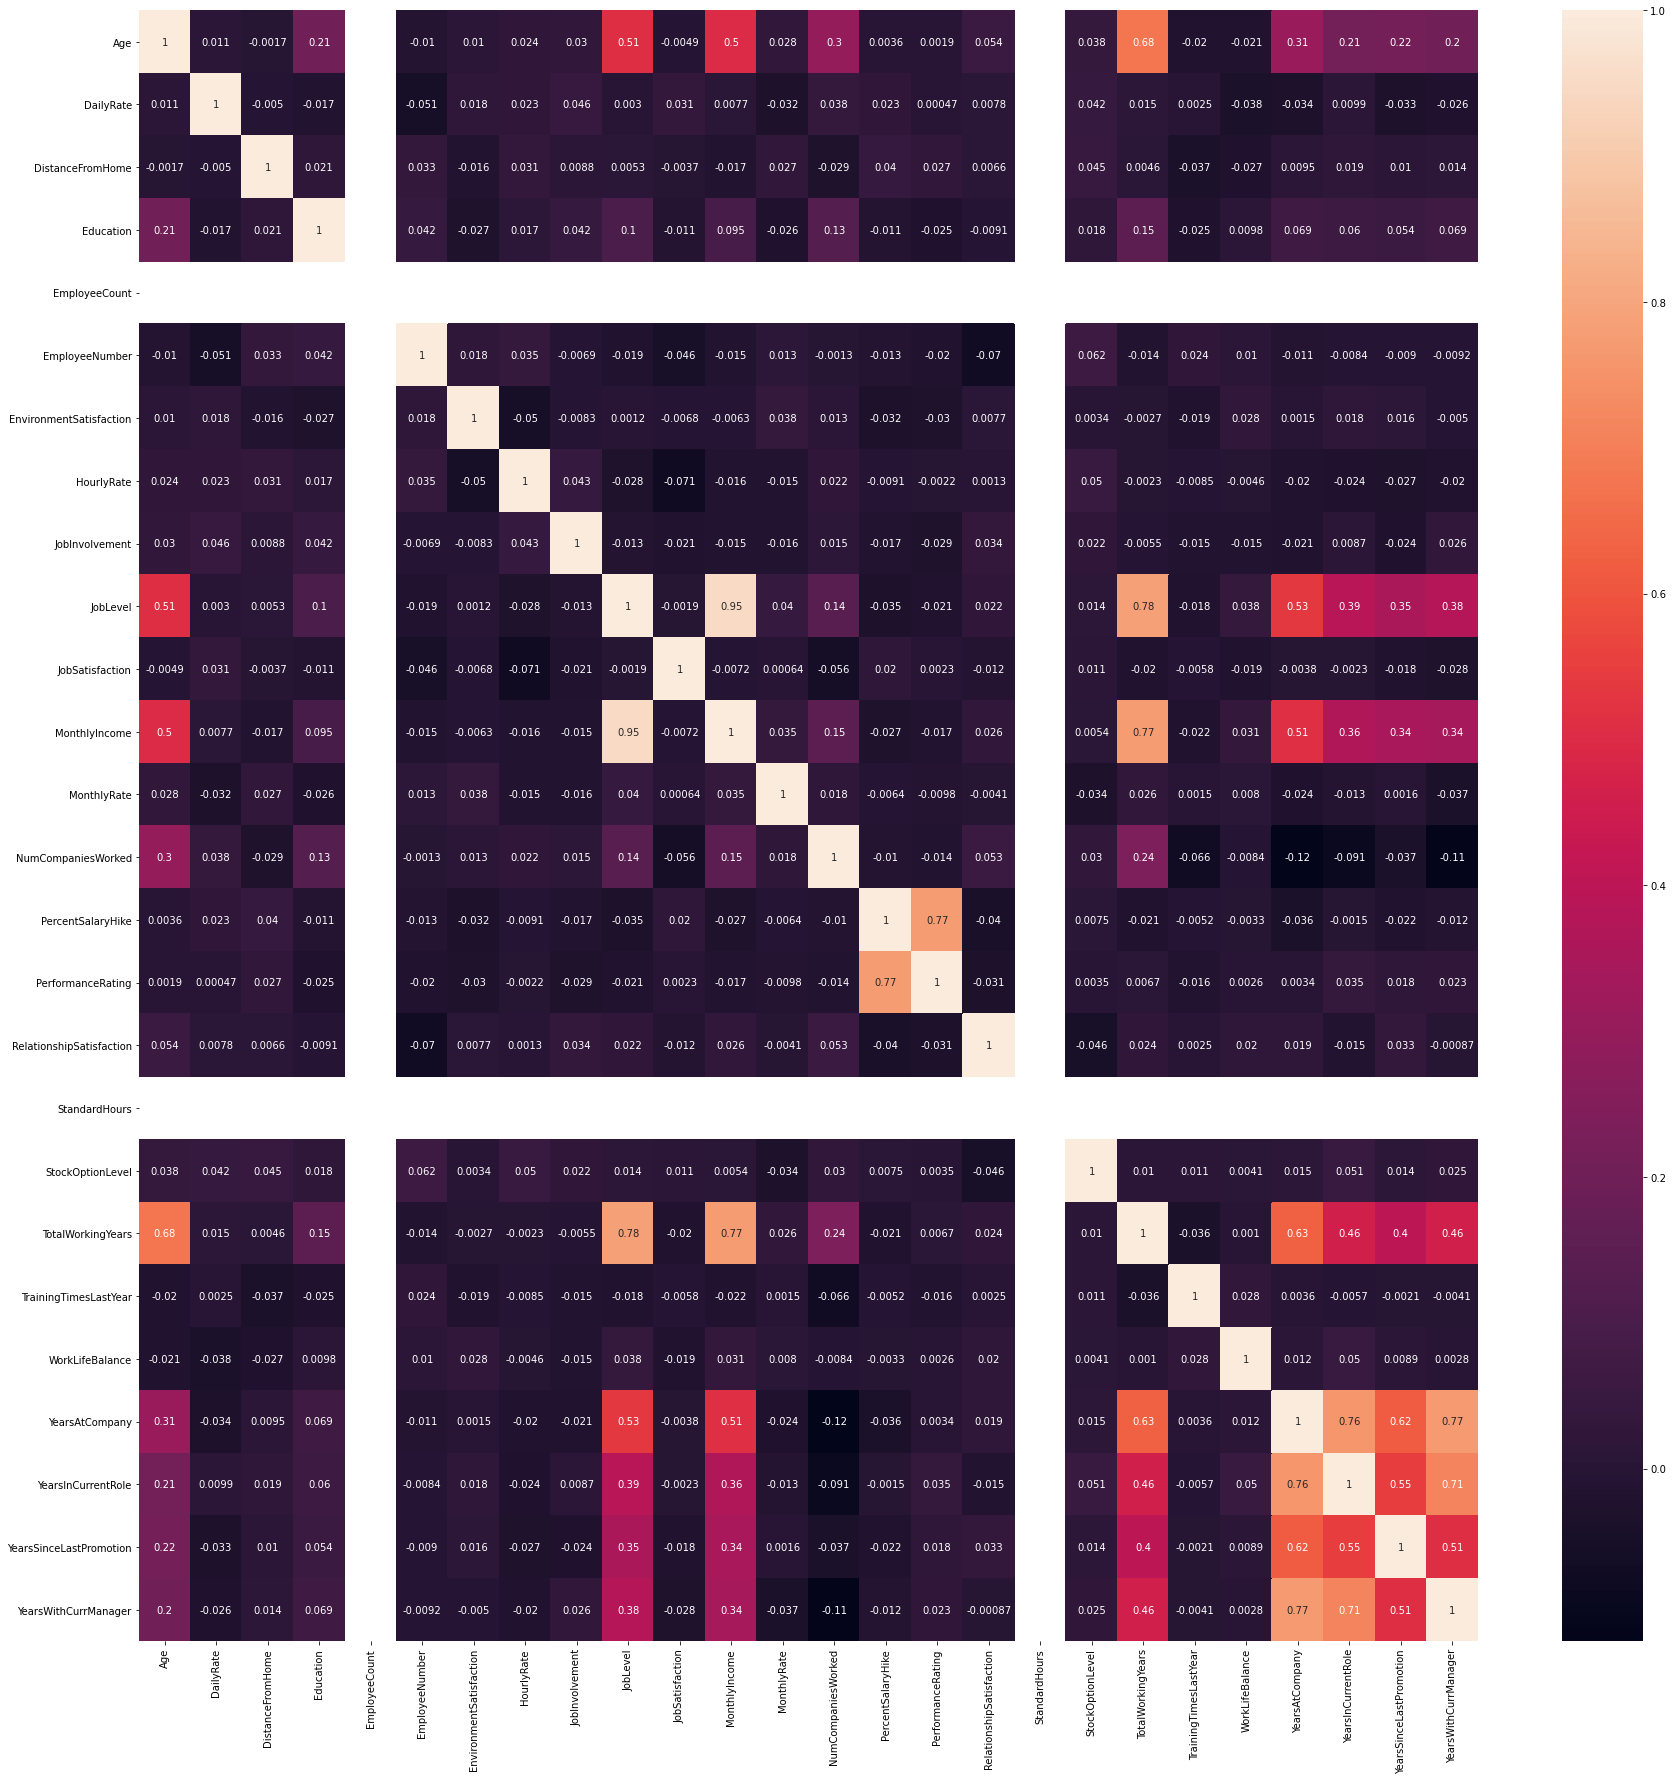 Age 1 0.011 -0.0017 0.21 -0.01 0.01 0.024 0.03 0.51 -0.0049 0.5 0.028 0.3 0.0036 0.0019 0.054 0.038 0.68 -0.02 -0.021 0.31 0.21 0.22 0.2
DailyRate 0.011 1 -0.005 -0.017 -0.051 0.018 0.023 0.046 0.003 0.031 0.0077 -0.032 0.038 0.023 0.00047 0.0078 0.042 0.015 0.0025 -0.038 -0.034 0.0099 -0.033 -0.026
DistanceFromHome -0.0017 -0.005 1 0.021 0.033 -0.016 0.031 0.0088 0.0053 -0.0037 -0.017 0.027 -0.029 0.04 0.027 0.0066 0.045 0.0046 -0.037 -0.027 0.0095 0.019 0.01 0.014
Education 0.21 -0.017 0.021 1 0.042 -0.027 0.017 0.042 0.1 -0.011 0.095 -0.026 0.13 -0.011 -0.025 -0.0091 0.018 0.15 -0.025 0.0098 0.069 0.06 0.054 0.069
EmployeeCount
EmployeeNumber -0.01 -0.051 0.033 0.042 1 0.018 0.035 -0.0069 -0.019 -0.046 -0.015 0.013 -0.0013 -0.013 -0.02 -0.07 0.062 -0.014 0.024 0.01 -0.011 -0.0084 -0.009 -0.0092
EnvironmentSatisfaction 0.01 0.018 -0.016 -0.027 0.018 1 -0.05 -0.0083 0.0012 -0.0068 -0.0063 0.038 0.013 -0.032 -0.03 0.0077 0.0034 -0.0027 -0.019 0.028 0.0015 0.018 0.016 -0.005
HourlyRate 0.024 0.023 0.031 0.017 0.035 -0.05 1 0.043 -0.028 -0.071 -0.016 -0.015 0.022 -0.0091 -0.0022 0.0013 0.05 -0.0023 -0.0085 -0.0046 -0.02 -0.024 -0.027 -0.02
JobInvolvement 0.03 0.046 0.0088 0.042 -0.0069 -0.0083 0.043 1 -0.013 -0.021 -0.015 -0.016 0.015 -0.017 -0.029 0.034 0.022 -0.0055 -0.015 -0.015 -0.021 0.0087 -0.024 0.026
JobLevel 0.51 0.003 0.0053 0.1 -0.019 0.0012 -0.028 -0.013 1 -0.0019 0.95 0.04 0.14 -0.035 -0.021 0.022 0.014 0.78 -0.018 0.038 0.53 0.39 0.35 0.38
JobSatisfaction -0.0049 0.031 -0.0037 -0.011 -0.046 -0.0068 -0.071 -0.021 -0.0019 1 -0.0072 0.00064 -0.056 0.02 0.0023 -0.012 0.011 -0.02 -0.0058 -0.019 -0.0038 -0.0023 -0.018 -0.028
MonthlyIncome 0.5 0.0077 -0.017 0.095 -0.015 -0.0063 -0.016 -0.015 0.95 -0.0072 1 0.035 0.15 -0.027 -0.017 0.026 0.0054 0.77 -0.022 0.031 0.51 0.36 0.34 0.34
MonthlyRate 0.028 -0.032 0.027 -0.026 0.013 0.038 -0.015 -0.016 0.04 0.00064 0.035 1 0.018 -0.0064 -0.0098 -0.0041 -0.034 0.026 0.0015 0.008 -0.024 -0.013 0.0016 -0.037
NumCompaniesWorked 0.3 0.038 -0.029 0.13 -0.0013 0.013 0.022 0.015 0.14 -0.056 0.15 0.018 1 -0.01 -0.014 0.053 0.03 0.24 -0.066 -0.0084 -0.12 -0.091 -0.037 -0.11
PercentSalaryHike 0.0036 0.023 0.04 -0.011 -0.013 -0.032 -0.0091 -0.017 -0.035 0.02 -0.027 -0.0064 -0.01 1 0.77 -0.04 0.0075 -0.021 -0.0052 -0.0033 -0.036 -0.0015 -0.022 -0.012
PerformanceRating 0.0019 0.00047 0.027 -0.025 -0.02 -0.03 -0.0022 -0.029 -0.021 0.0023 -0.017 -0.0098 -0.014 0.77 1 -0.031 0.0035 0.0067 -0.016 0.0026 0.0034 0.035 0.018 0.023
RelationshipSatisfaction 0.054 0.0078 0.0066 -0.0091 -0.07 0.0077 0.0013 0.034 0.022 -0.012 0.026 -0.0041 0.053 -0.04 -0.031 1 -0.046 0.024 0.0025 0.02 0.019 -0.015 0.033 -0.00087
StandardHours
StockOptionLevel 0.038 0.042 0.045 0.018 0.062 0.0034 0.05 0.022 0.014 0.011 0.0054 -0.034 0.03 0.0075 0.0035 -0.046 1 0.01 0.011 0.0041 0.015 0.051 0.014 0.025
TotalWorkingYears 0.68 0.015 0.0046 0.15 -0.014 -0.0027 -0.0023 -0.0055 0.78 -0.02 0.77 0.026 0.24 -0.021 0.0067 0.024 0.01 1 -0.036 0.001 0.63 0.46 0.4 0.46
TrainingTimesLastYear -0.02 0.0025 -0.037 -0.025 0.024 -0.019 -0.0085 -0.015 -0.018 -0.0058 -0.022 0.0015 -0.066 -0.0052 -0.016 0.0025 0.011 -0.036 1 0.028 0.0036 -0.0057 -0.0021 -0.0041
WorkLifeBalance -0.021 -0.038 -0.027 0.0098 0.01 0.028 -0.0046 -0.015 0.038 -0.019 0.031 0.008 -0.0084 -0.0033 0.0026 0.02 0.0041 0.001 0.028 1 0.012 0.05 0.0089 0.0028
YearsAtCompany 0.31 -0.034 0.0095 0.069 -0.011 0.0015 -0.02 -0.021 0.53 -0.0038 0.51 -0.024 -0.12 -0.036 0.0034 0.019 0.015 0.63 0.0036 0.012 1 0.76 0.62 0.77
YearsInCurrentRole 0.21 0.0099 0.019 0.06 -0.0084 0.018 -0.024 0.0087 0.39 -0.0023 0.36 -0.013 -0.091 -0.0015 0.035 -0.015 0.051 0.46 -0.0057 0.05 0.76 1 0.55 0.71
YearsSinceLastPromotion 0.22 -0.033 0.01 0.054 -0.009 0.016 -0.027 -0.024 0.35 -0.018 0.34 0.0016 -0.037 -0.022 0.018 0.033 0.014 0.4 -0.0021 0.0089 0.62 0.55 1 0.51
YearsWithCurrManager 0.2 -0.026 0.014 0.069 -0.0092 -0.005 -0.02 0.026 0.38 -0.028 0.34 -0.037 -0.11 -0.012 0.023 -0.00087 0.025 0.46 -0.0041 0.0028 0.77 0.71 0.51 1
Age
DailyRate
DistanceFromHome
Education
EmployeeCount
EmployeeNumber
EnvironmentSatisfaction
HourlyRate
JobInvolvement
JobLevel
JobSatisfaction
MonthlyIncome
MonthlyRate
NumCompaniesWorked
PercentSalaryHike
PerformanceRating
RelationshipSatisfaction
StandardHours
StockOptionLevel
TotalWorkingYears
TrainingTimesLastYear
WorkLifeBalance
YearsAtCompany
YearsInCurrentRole
YearsSinceLastPromotion
YearsWithCurrManager
1.0
0.8
0.6
0.4
0.2
0.0